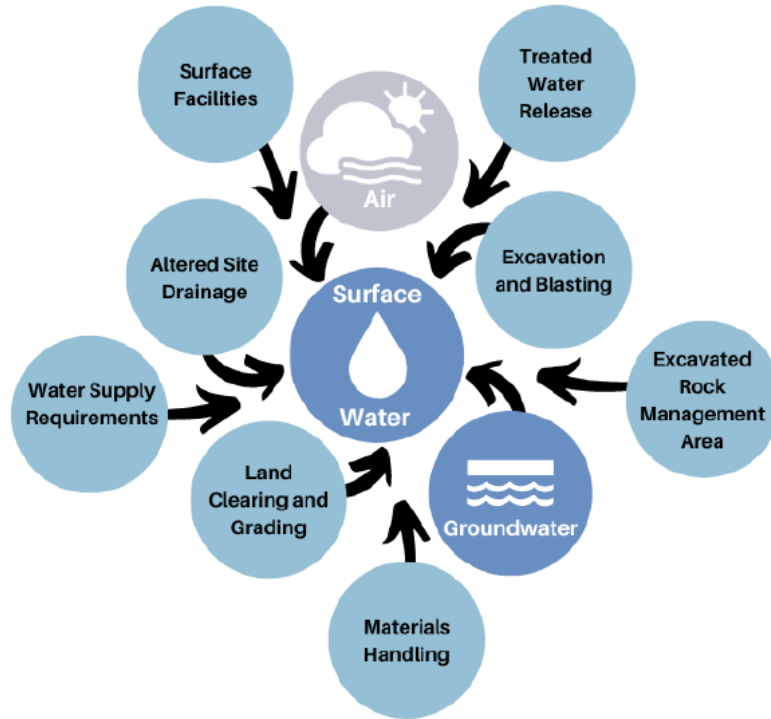 Surface
Facilities
Treated
Water
Release
Air
Altered Site
Drainage
Excavation
and Blasting
Surface
Water
Water Supply
Requirements
Excavated
Rock
Management
Area
Land
Clearing and
Grading
Groundwater
Materials
Handling